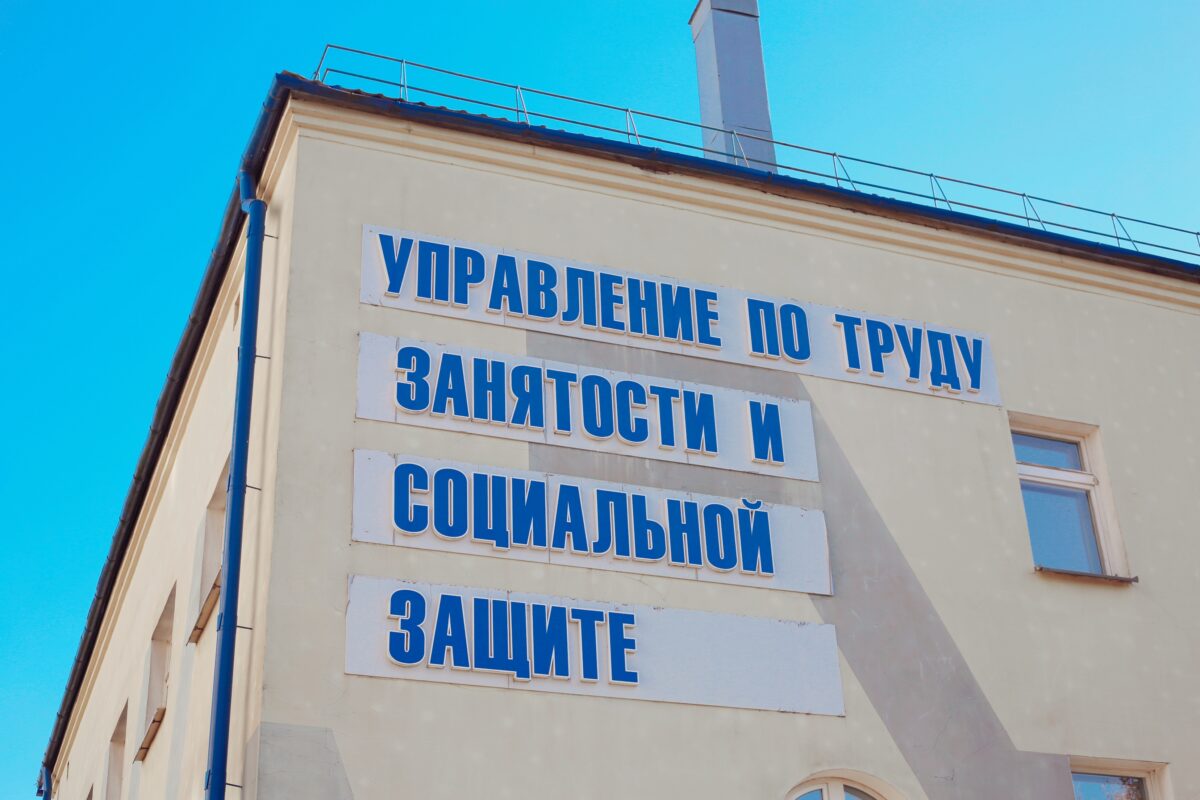 УПРАВЛЕНИЕ ПО ТРУДУ
ЗАНЯТОСТИ И
СОЦИАЛЬНОЙ
ЗАЩИТЕ